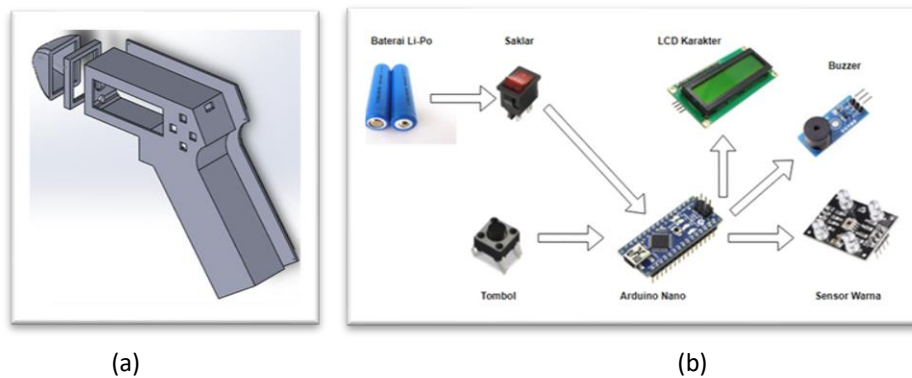 Baterai Li-Po
Saklar
LCD Karakter
Buzzer
Tombol
Arduino Nano
Sensor Warna
(a)
(b)